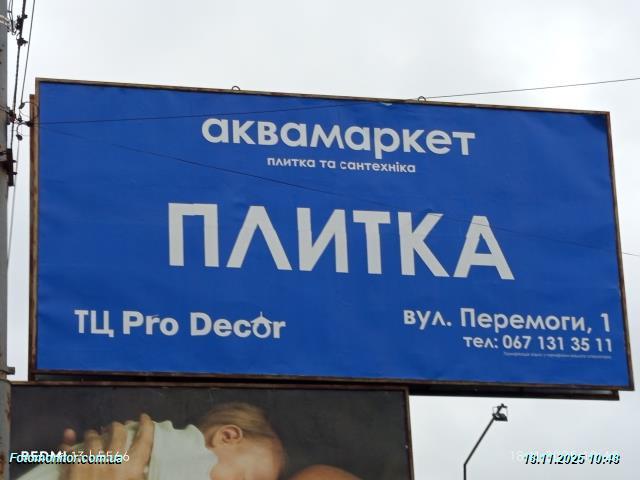 аквамаркет
плитка та сантехніка
ПЛИТКА
ТЦ Pro Decor
вул. Перемоги, 1
тел: 067 131 35 11
Fotomonitor.com.ua
18.11.2025 10:48